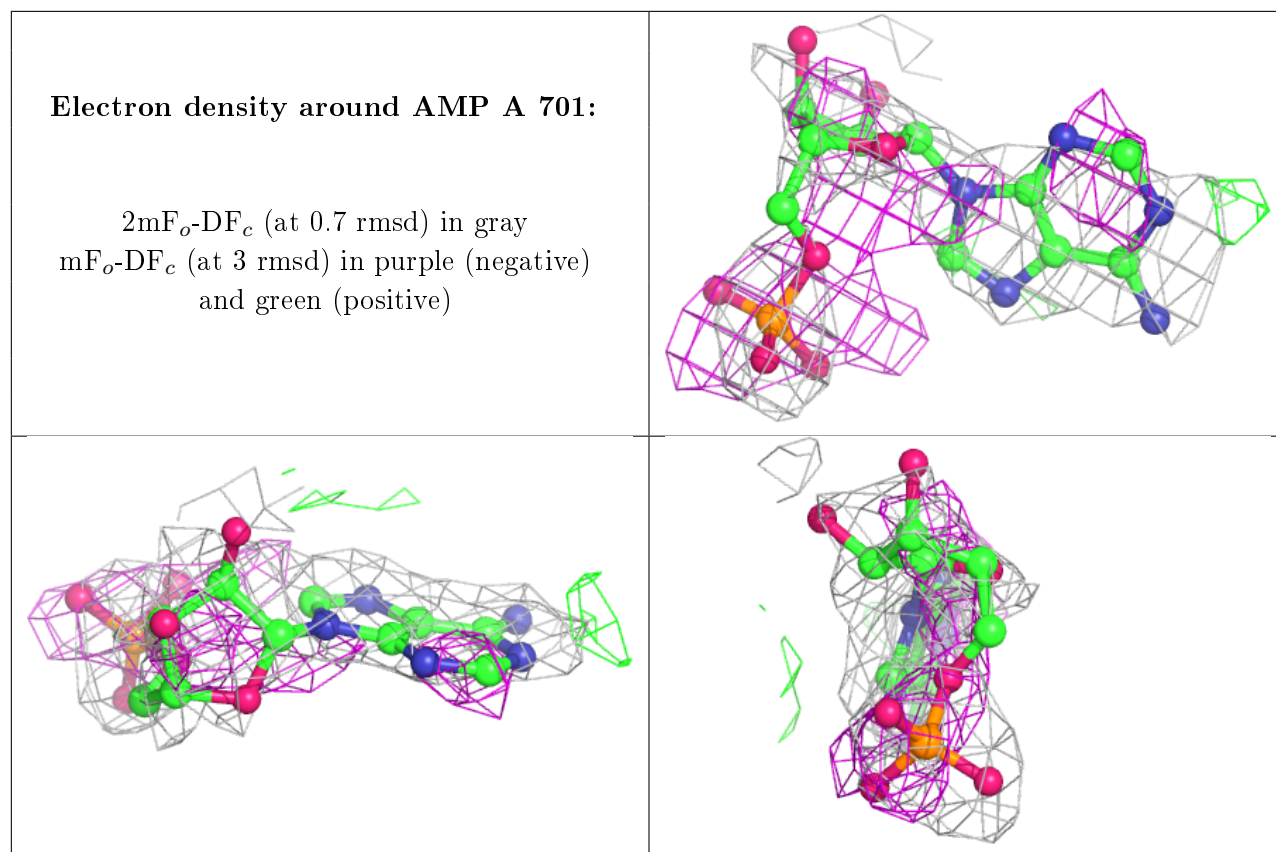 Electron density around AMP A 701:
2mFo-DFc (at 0.7 rmsd) in gray
mFo-DFc (at 3 rmsd) in purple (negative)
and green (positive)